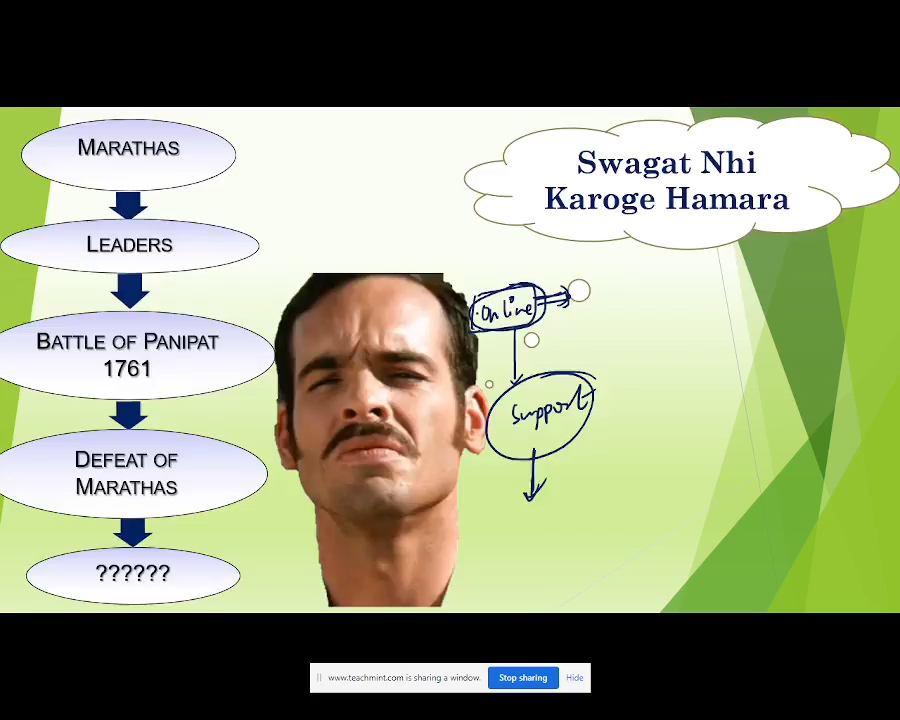 MARATHAS
LEADERS
BATTLE OF PANIPAT
1761
DEFEAT OF
MARATHAS
??????
Swagat Nhi
Karoge Hamara
Online
Support
www.teachmint.com is sharing a window.
Stop sharing
Hide